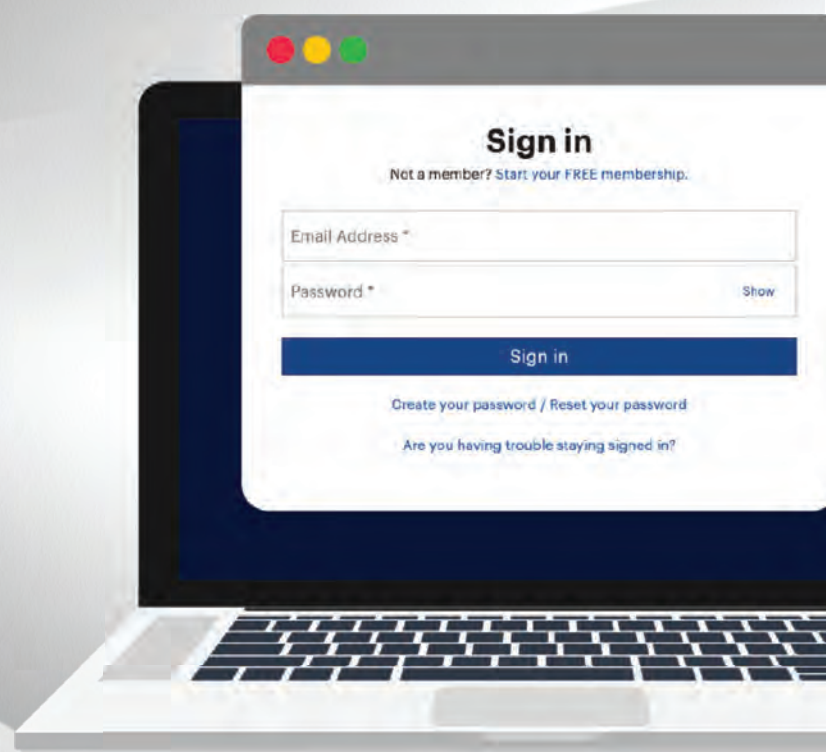 Sign in
Not a member? Start your FREE membership.
Email Address *
Password *
Show
Sign in
Create your password / Reset your password
Are you having trouble staying signed in?